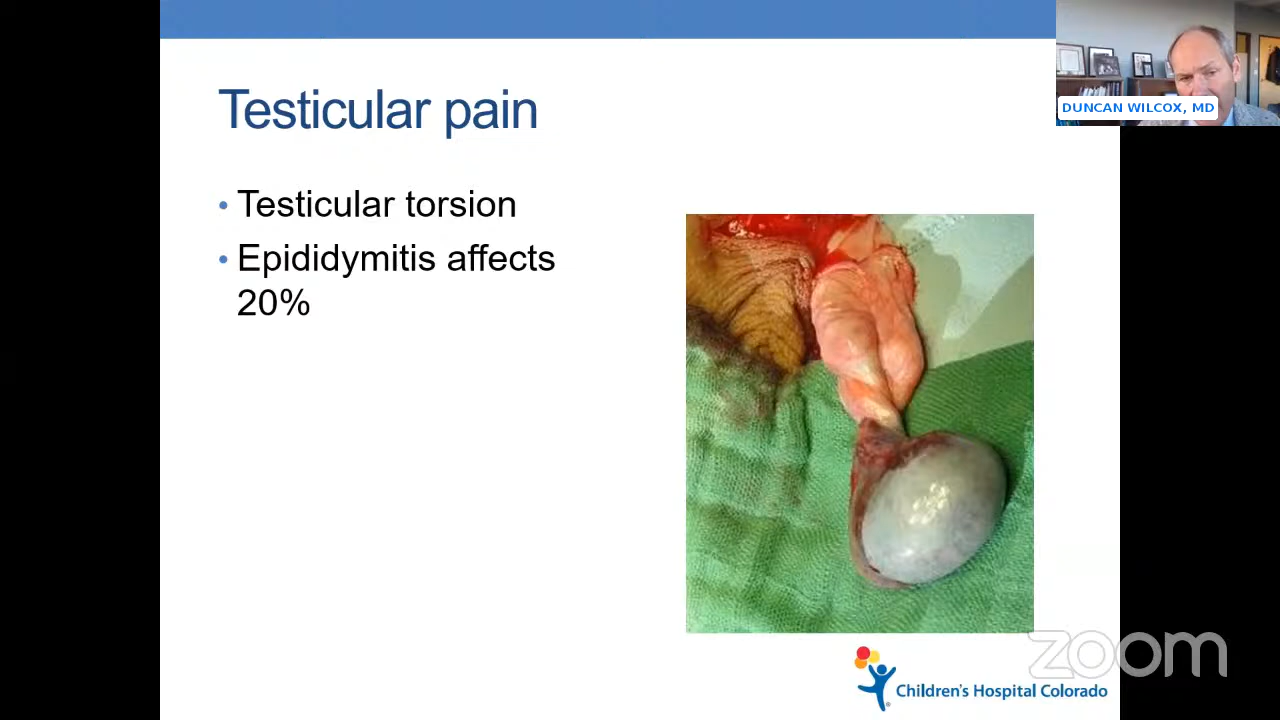 DUNCAN WILCOX, MD
Testicular pain
• Testicular torsion
• Epididymitis affects
20%
zoom
Children's Hospital Colorado